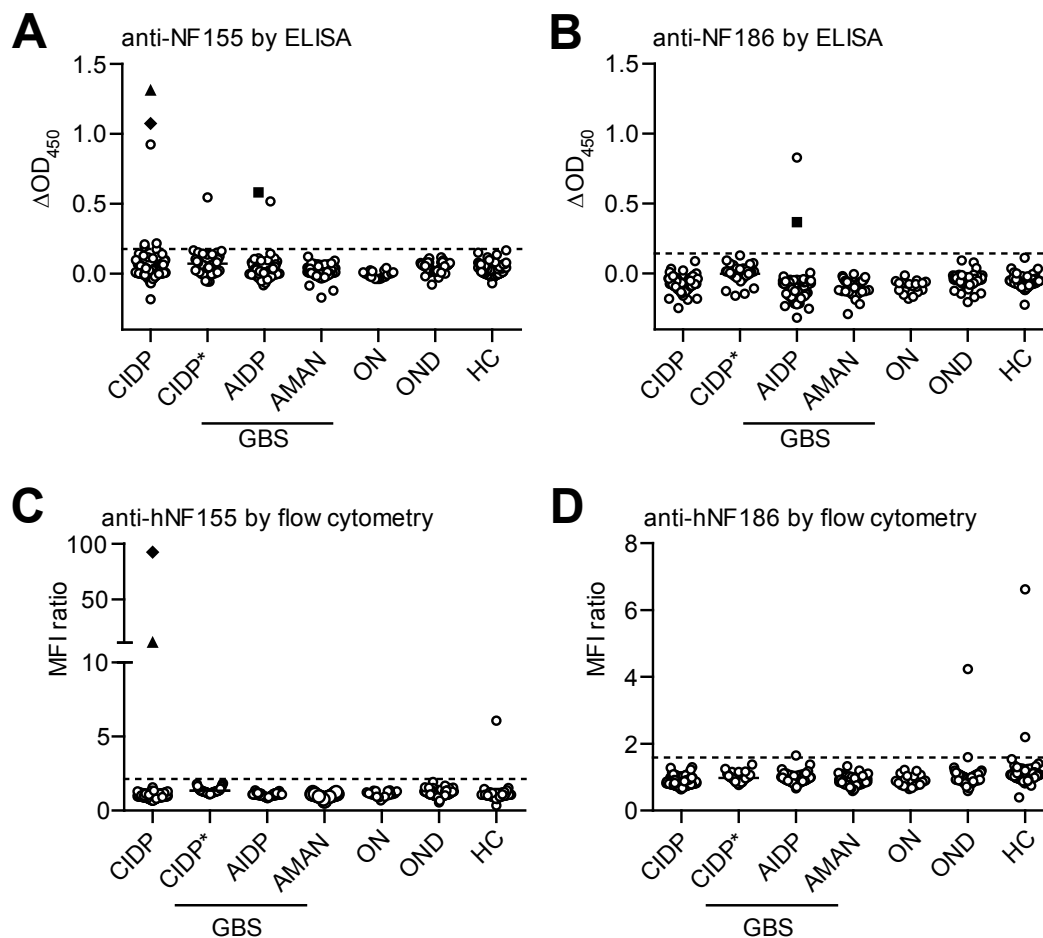 A
anti-NF155 by ELISA
ΔOD450
1.5
1.0
0.5
0.0
CIDP
CIDP*
AIDP
AMAN
ON
OND
HC
GBS
B
anti-NF186 by ELISA
ΔOD450
1.5
1.0
0.5
0.0
CIDP
CIDP*
AIDP
AMAN
ON
OND
HC
GBS
C
anti-hNF155 by flow cytometry
MFI ratio
100
50
10
5
0
CIDP
CIDP*
AIDP
AMAN
ON
OND
HC
GBS
D
anti-hNF186 by flow cytometry
MFI ratio
8
6
4
2
0
CIDP
CIDP*
AIDP
AMAN
ON
OND
HC
GBS